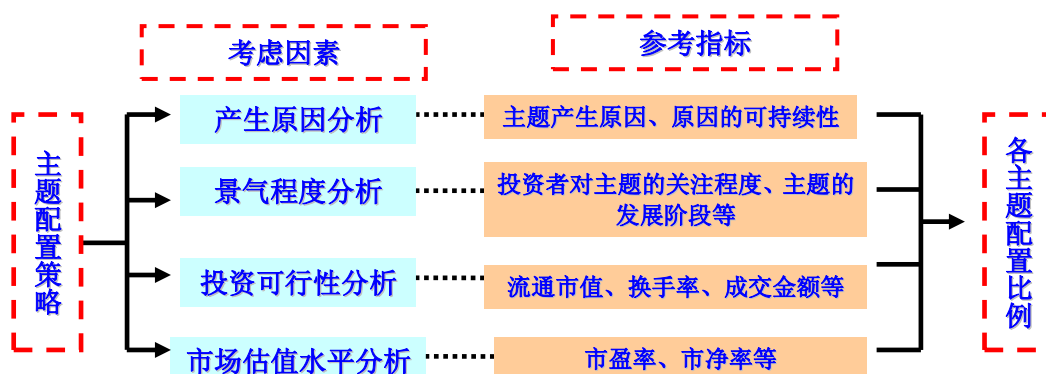 考虑因素
参考指标
主题配置策略
产生原因分析
主题产生原因、原因的可持续性
景气程度分析
投资者对主题的关注程度、主题的
发展阶段等
投资可行性分析
流通市值、换手率、成交金额等
市场估值水平分析
市盈率、市净率等
各主题配置比例